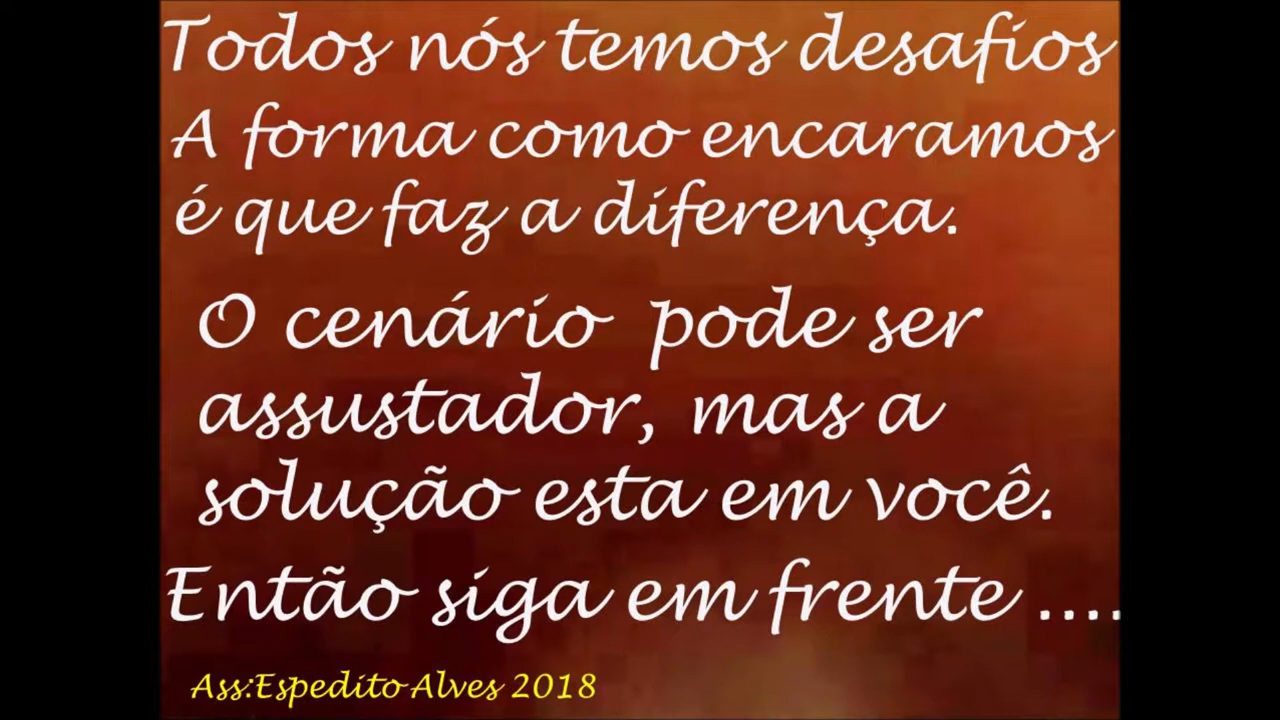 Todos nós temos desafios
A forma como encaramos
é que faz a diferença.
O cenário pode ser
assustador, mas a
solução esta em você.
Então siga em frente ....
Ass:Espedito Alves 2018